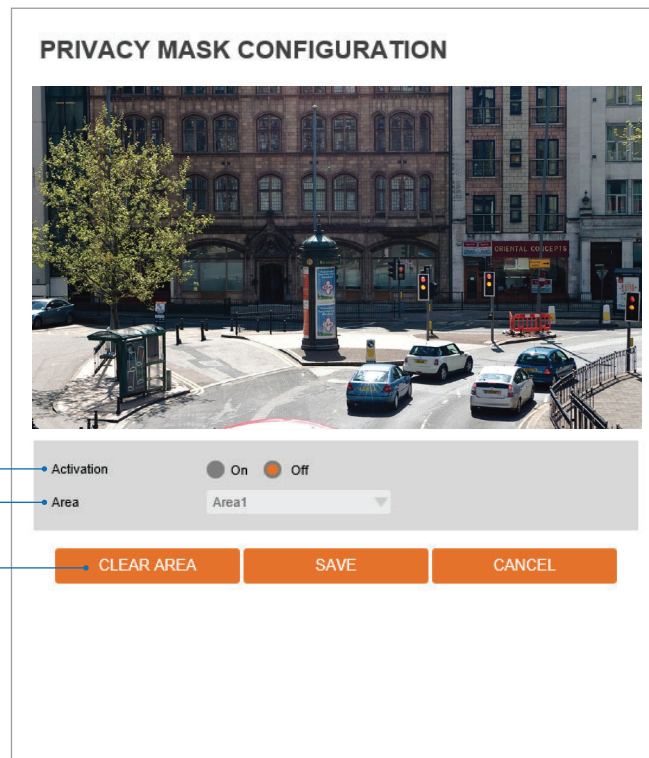 PRIVACY MASK CONFIGURATION
ORIENTAL CONCEPTS
Activation
On
Off
Area
Area1
CLEAR AREA
SAVE
CANCEL